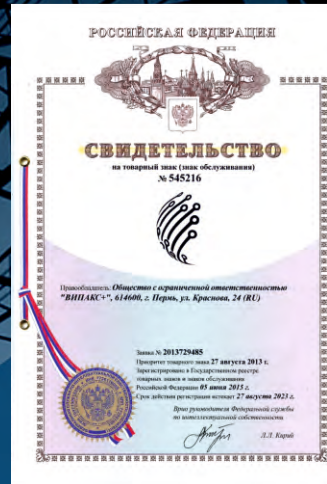 РОССИЙСКАЯ ФЕДЕРАЦИЯ
СВИДЕТЕЛЬСТВО
на товарный знак (знак обслуживания)
№ 545216
Правообладатель: Общество с ограниченной ответственностью
"ВИПАКС+", 614600, г. Пермь, ул. Краснова, 24 (RU)
Заявка № 2013729485
Приоритет товарного знака 27 августа 2013 г.
Зарегистрировано в Государственном реестре
товарных знаков и знаков обслуживания
Российской Федерации 05 июня 2015 г.
Срок действия регистрации истекает 27 августа 2023 г.
Врио руководителя Федеральной службы
по интеллектуальной собственности
Л.Л. Кирий